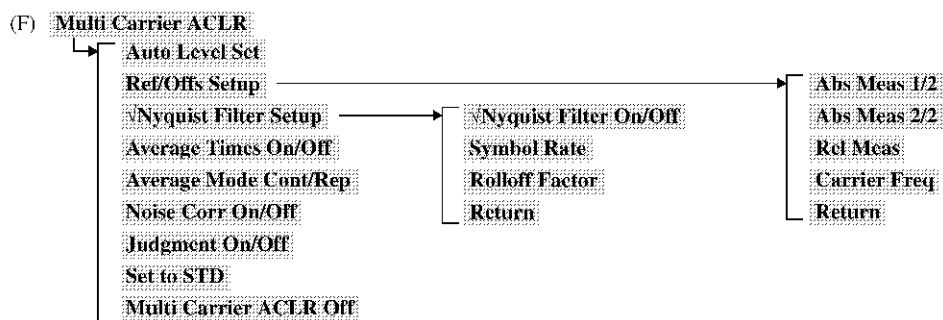 (F) Multi Carrier ACLR
Auto Level Set
Ref/Offs Setup Abs Meas 1/2
√Nyquist Filter Setup √Nyquist Filter On/Off Abs Meas 2/2
Average Times On/Off Symbol Rate Rel Meas
Average Mode Cont/Rep Rolloff Factor Carrier Freq
Noise Corr On/Off Return Return
Judgment On/Off
Set to STD
Multi Carrier ACLR Off